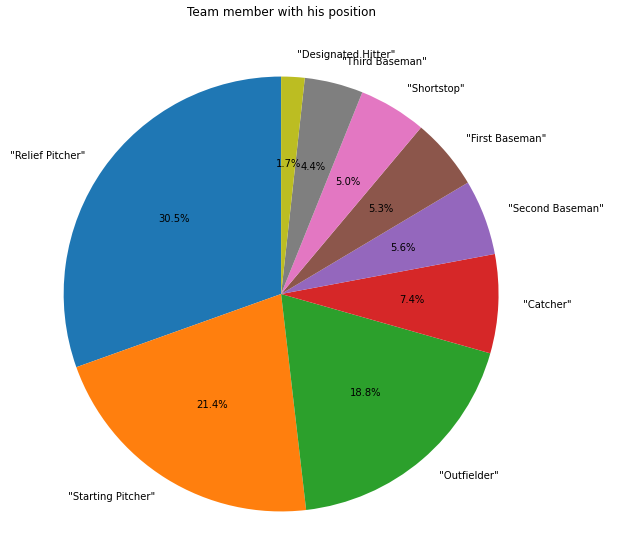 Team member with his position
"Designated Hitter"
"Third Baseman"
"Shortstop"
"First Baseman"
"Relief Pitcher"
1.7%
4.4%
5.0%
5.3%
"Second Baseman"
30.5%
5.6%
7.4%
"Catcher"
18.8%
21.4%
"Outfielder"
"Starting Pitcher"